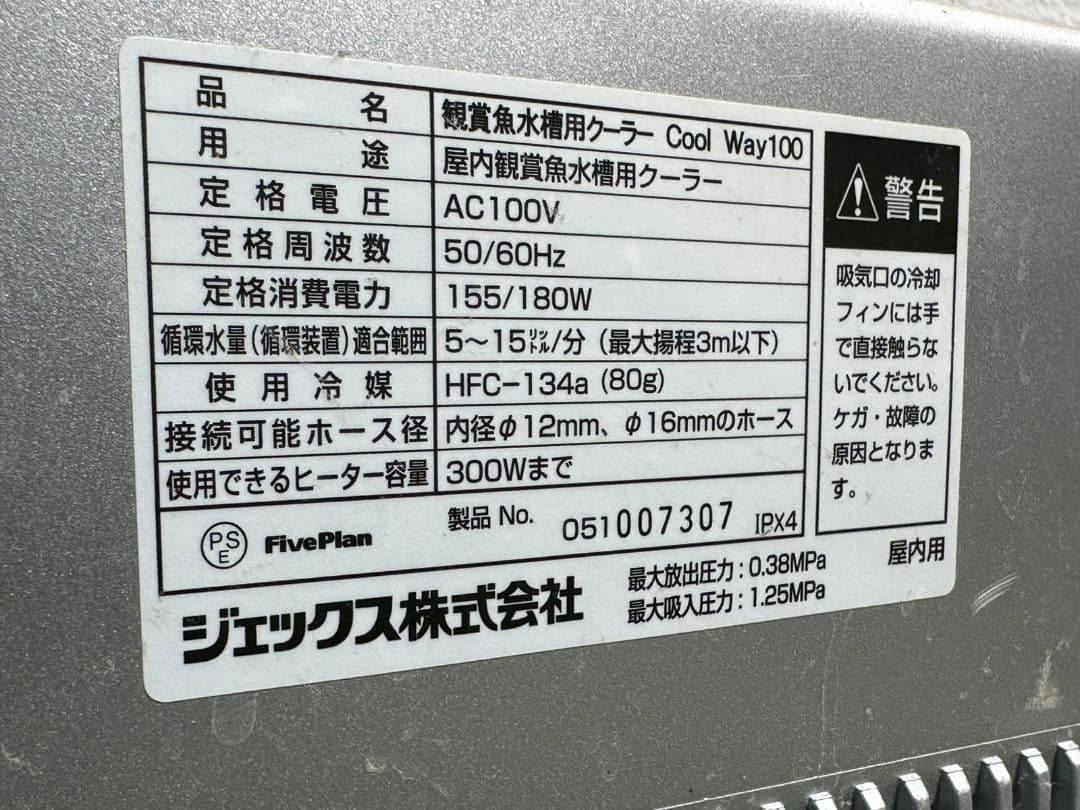 品名 観賞魚水槽用クーラー Cool Way100
用途 屋内観賞魚水槽用クーラー
定格電圧 AC100V
定格周波数 50/60Hz
定格消費電力 155/180W
循環水量(循環装置)適合範囲 5〜15㍑/分(最大揚程3m以下)
使用冷媒 HFC-134a(80g)
接続可能ホース径 内径φ12mm、φ16mmのホース
使用できるヒーター容量 300Wまで
PSE FivePlan 製品 No. 051007307 IPX4
ジェックス株式会社
最大放出圧力:0.38MPa
最大吸入圧力:1.25MPa
警告
吸気口の冷却
フィンには手
で直接触らな
いでください。
ケガ・故障の
原因となりま
す。
屋内用